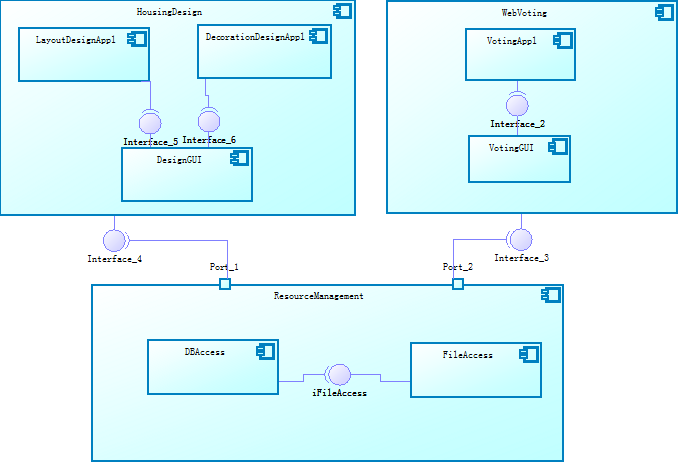 HousingDesign
WebVoting
LayoutDesignAppl
DecorationDesignAppl
VotingAppl
Interface_5
Interface_6
Interface_2
DesignGUI
VotingGUI
Interface_4
Interface_3
Port_1
Port_2
ResourceManagement
DBAccess
FileAccess
iFileAccess